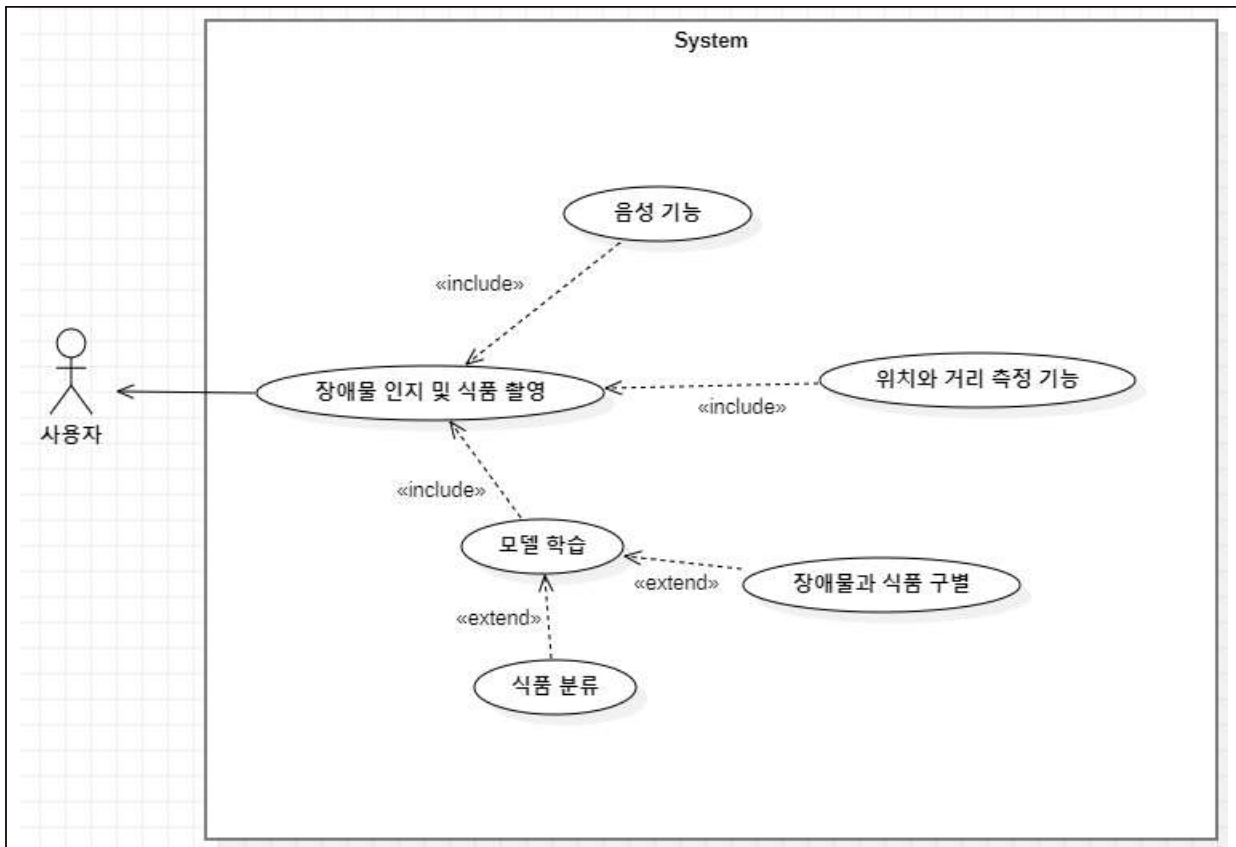 System
음성 기능
«include»
장애물 인지 및 식품 촬영
위치와 거리 측정 기능
«include»
사용자
«include»
모델 학습
장애물과 식품 구별
«extend»
«extend»
식품 분류